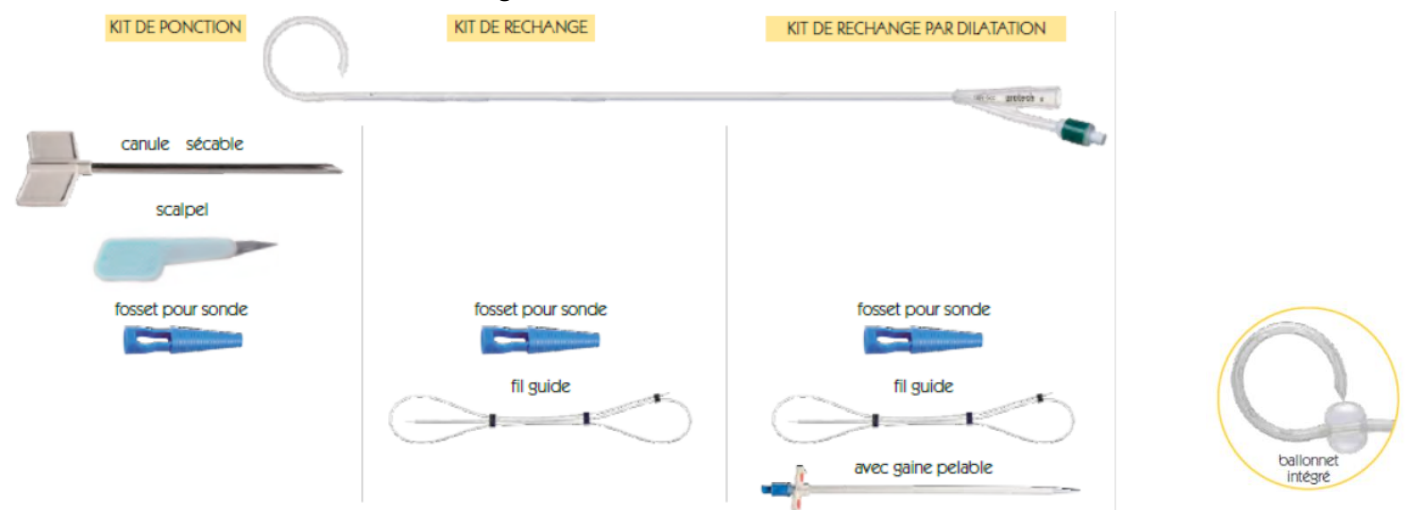 KIT DE PONCTION
KIT DE RECHANGE
KIT DE RECHANGE PAR DILATATION
canule sécable
scalpel
fosset pour sonde
fosset pour sonde
fil guide
fosset pour sonde
fil guide
avec gaine pelable
ballonnet
intégré